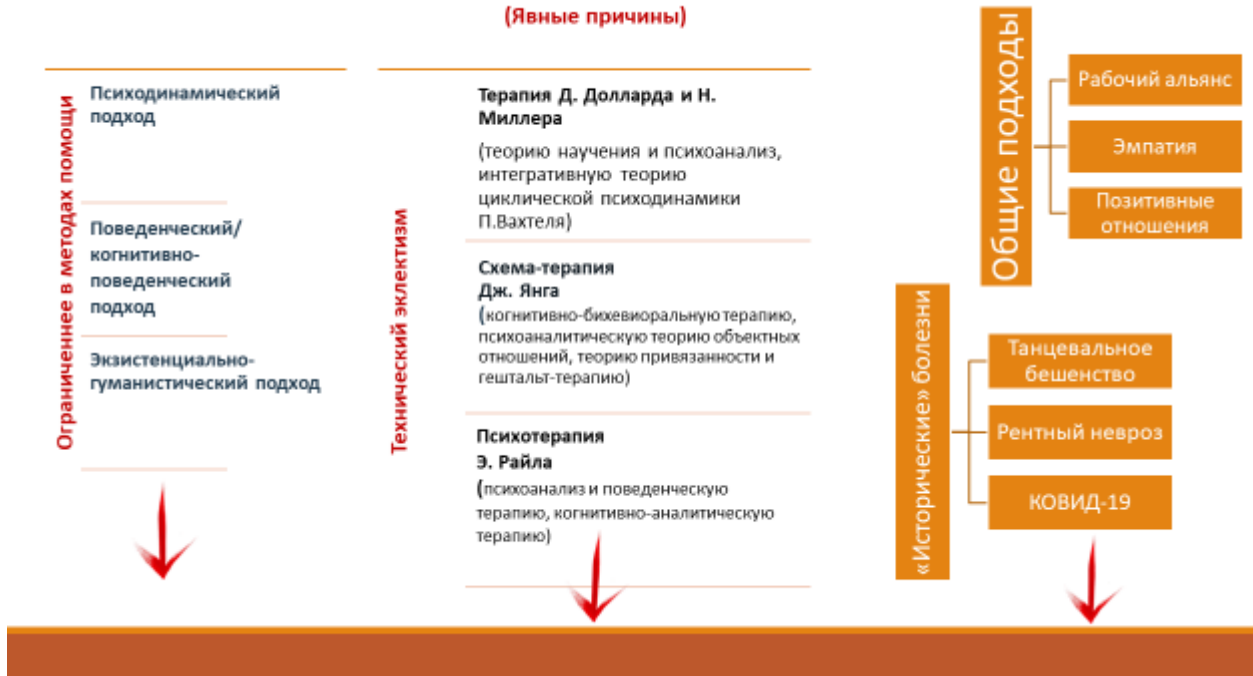 (Явные причины)
Ограниченнее в методах помощи
Психодинамический
подход
Поведенческий/
когнитивно-
поведенческий
подход
Экзистенциально-
гуманистический подход
Технический эклектизм
Терапия Д. Долларда и Н.
Миллера
(теорию научения и психоанализ,
интегративную теорию
циклической психодинамики
П.Вахтеля)
Схема-терапия
Дж. Янга
(когнитивно-бихевиоральную терапию,
психоаналитическую теорию объектных
отношений, теорию привязанности и
гештальт-терапию)
Психотерапия
Э. Райла
(психоанализ и поведенческую
терапию, когнитивно-аналитическую
терапию)
Общие подходы
Рабочий альянс
Эмпатия
Позитивные
отношения
«Исторические» болезни
Танцевальное
бешенство
Рентный невроз
КОВИД-19